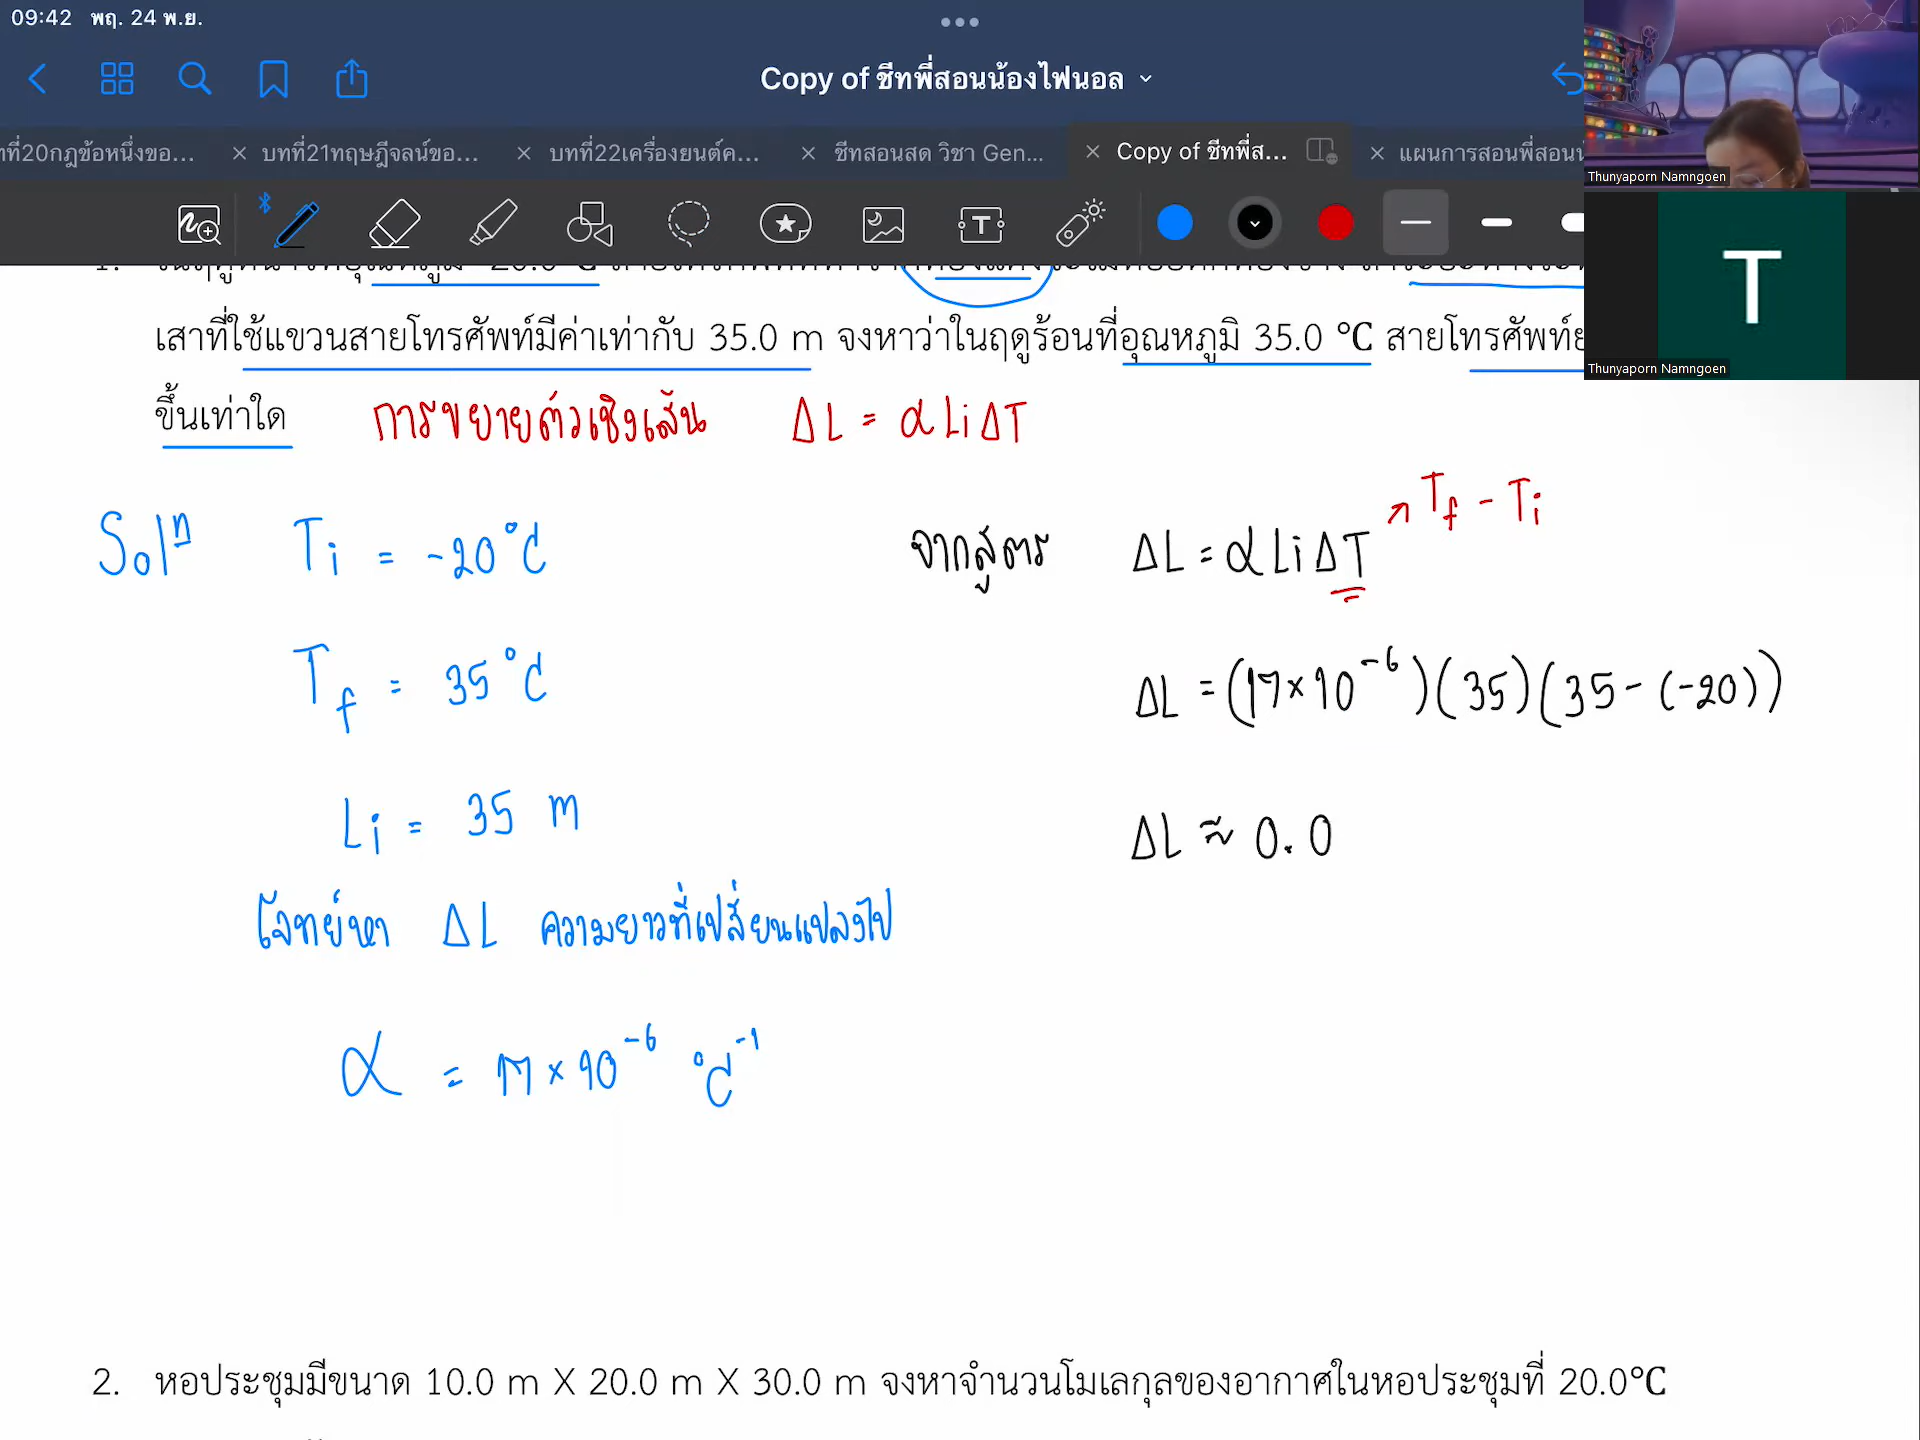 09:42 พฤ. 24 พ.ย.
Copy of ชีทพี่สอนน้องไฟนอล
ที่20กฎข้อหนึ่งขอ... บทที่21ทฤษฎีจลน์ขอ... บทที่22เครื่องยนต์ค... ชีทสอนสด วิชา Gen... Copy of ชีทพี่ส... แผนการสอนพี่สอนน
Thunyaporn Namngoen
T
Thunyaporn Namngoen
เสาที่ใช้แขวนสายโทรศัพท์มีค่าเท่ากับ 35.0 m จงหาว่าในฤดูร้อนที่อุณหภูมิ 35.0 °C สายโทรศัพท์ย
ขึ้นเท่าใด การขยายตัวเชิงเส้น ΔL = αLiΔT
Solⁿ Ti = -20°C จากสูตร ΔL = αLiΔT ↗ Tf - Ti
Tf = 35°C ΔL = (17×10⁻⁶)(35)(35-(-20))
Li = 35 m ΔL ≈ 0.0
โจทย์หา ΔL ความยาวที่เปลี่ยนแปลงไป
α = 17×10⁻⁶ °C⁻¹
2. หอประชุมมีขนาด 10.0 m X 20.0 m X 30.0 m จงหาจำนวนโมเลกุลของอากาศในหอประชุมที่ 20.0°C